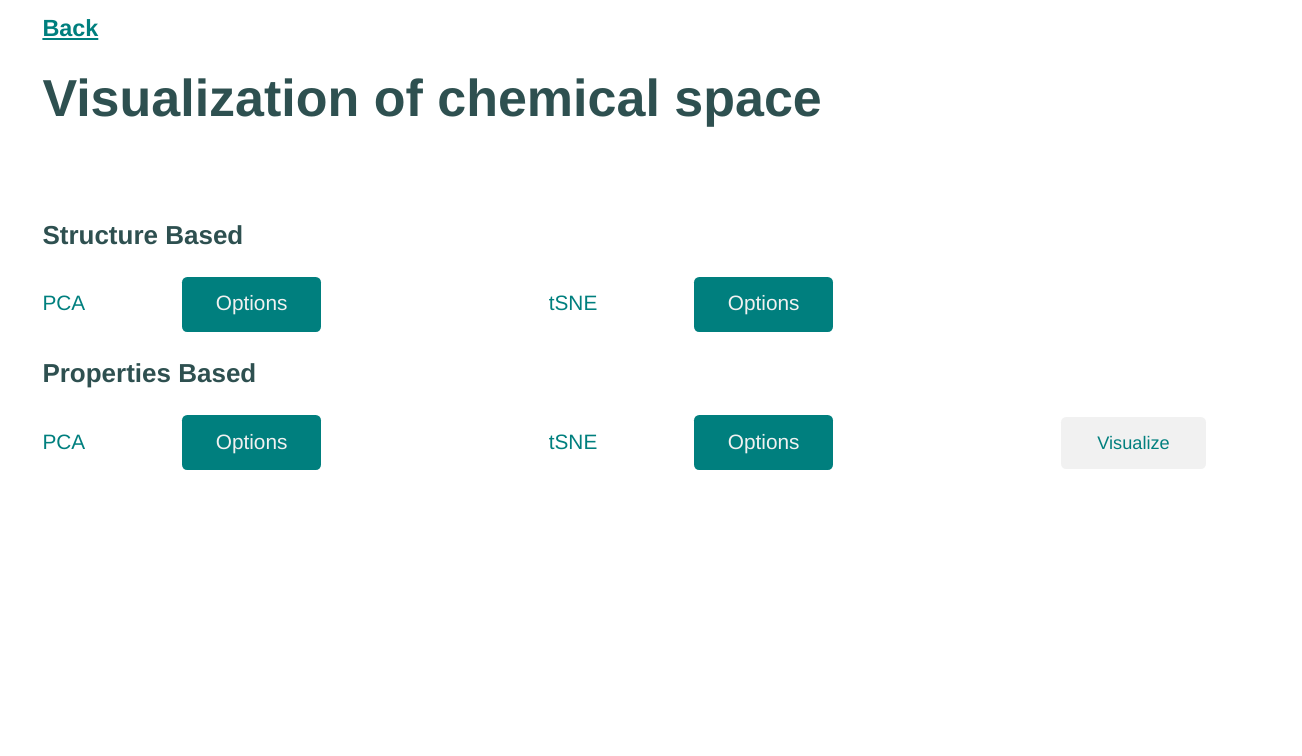 Back
Visualization of chemical space
Structure Based
PCA Options tSNE Options
Properties Based
PCA Options tSNE Options Visualize